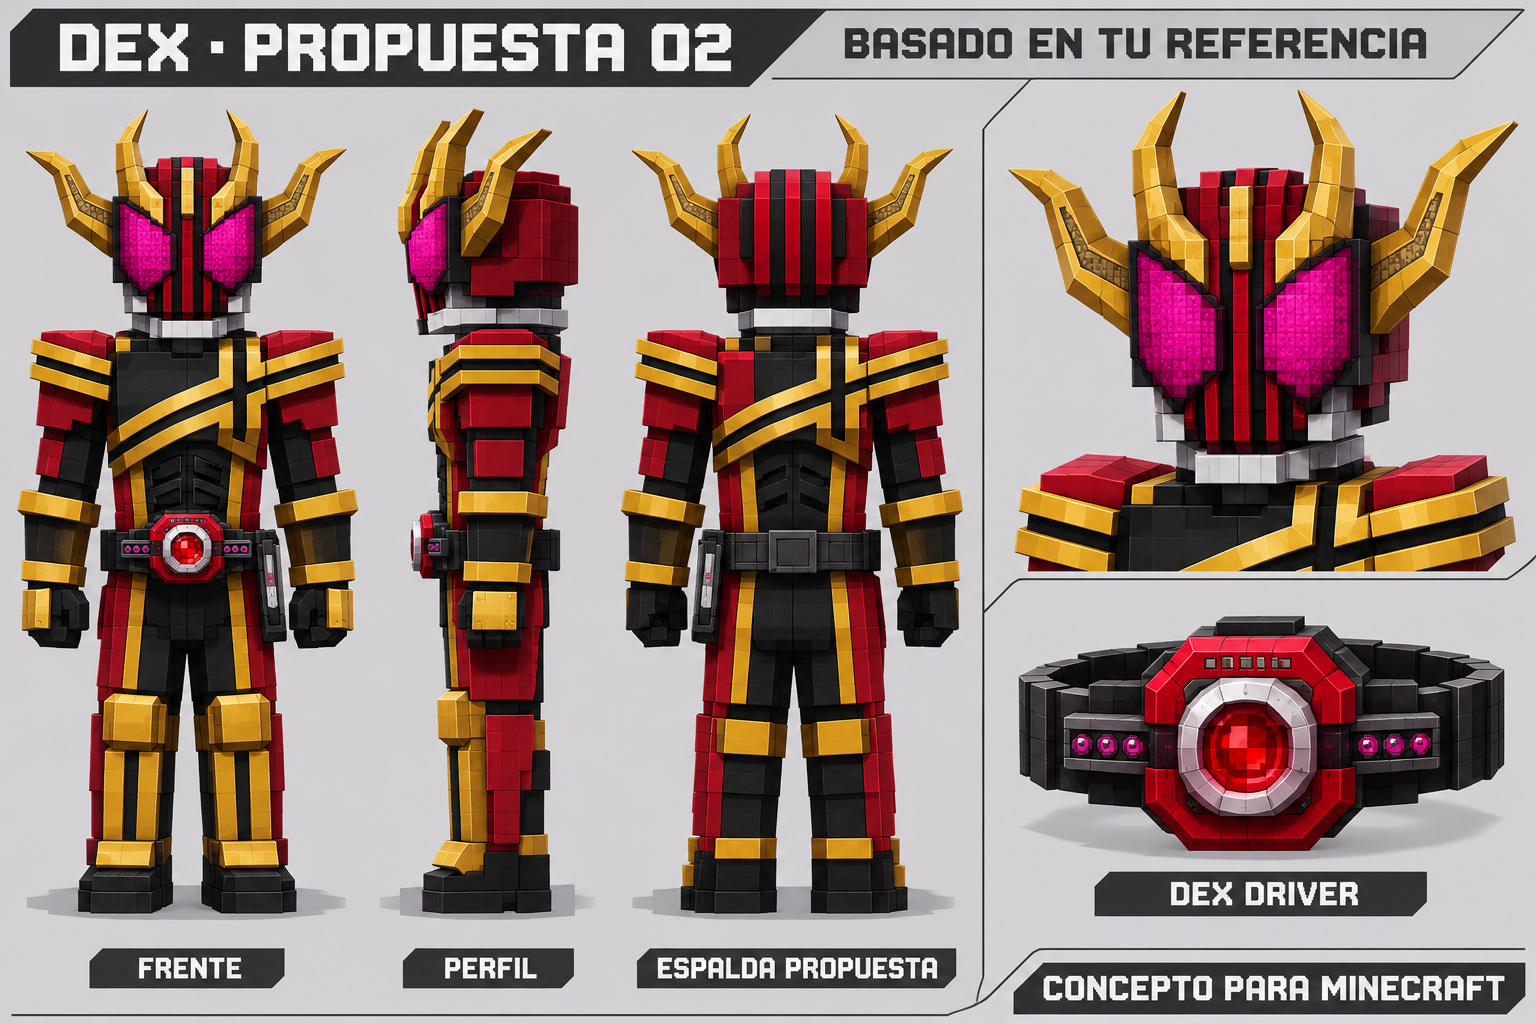 DEX · PROPUESTA 02
BASADO EN TU REFERENCIA
FRENTE
PERFIL
ESPALDA PROPUESTA
DEX DRIVER
CONCEPTO PARA MINECRAFT